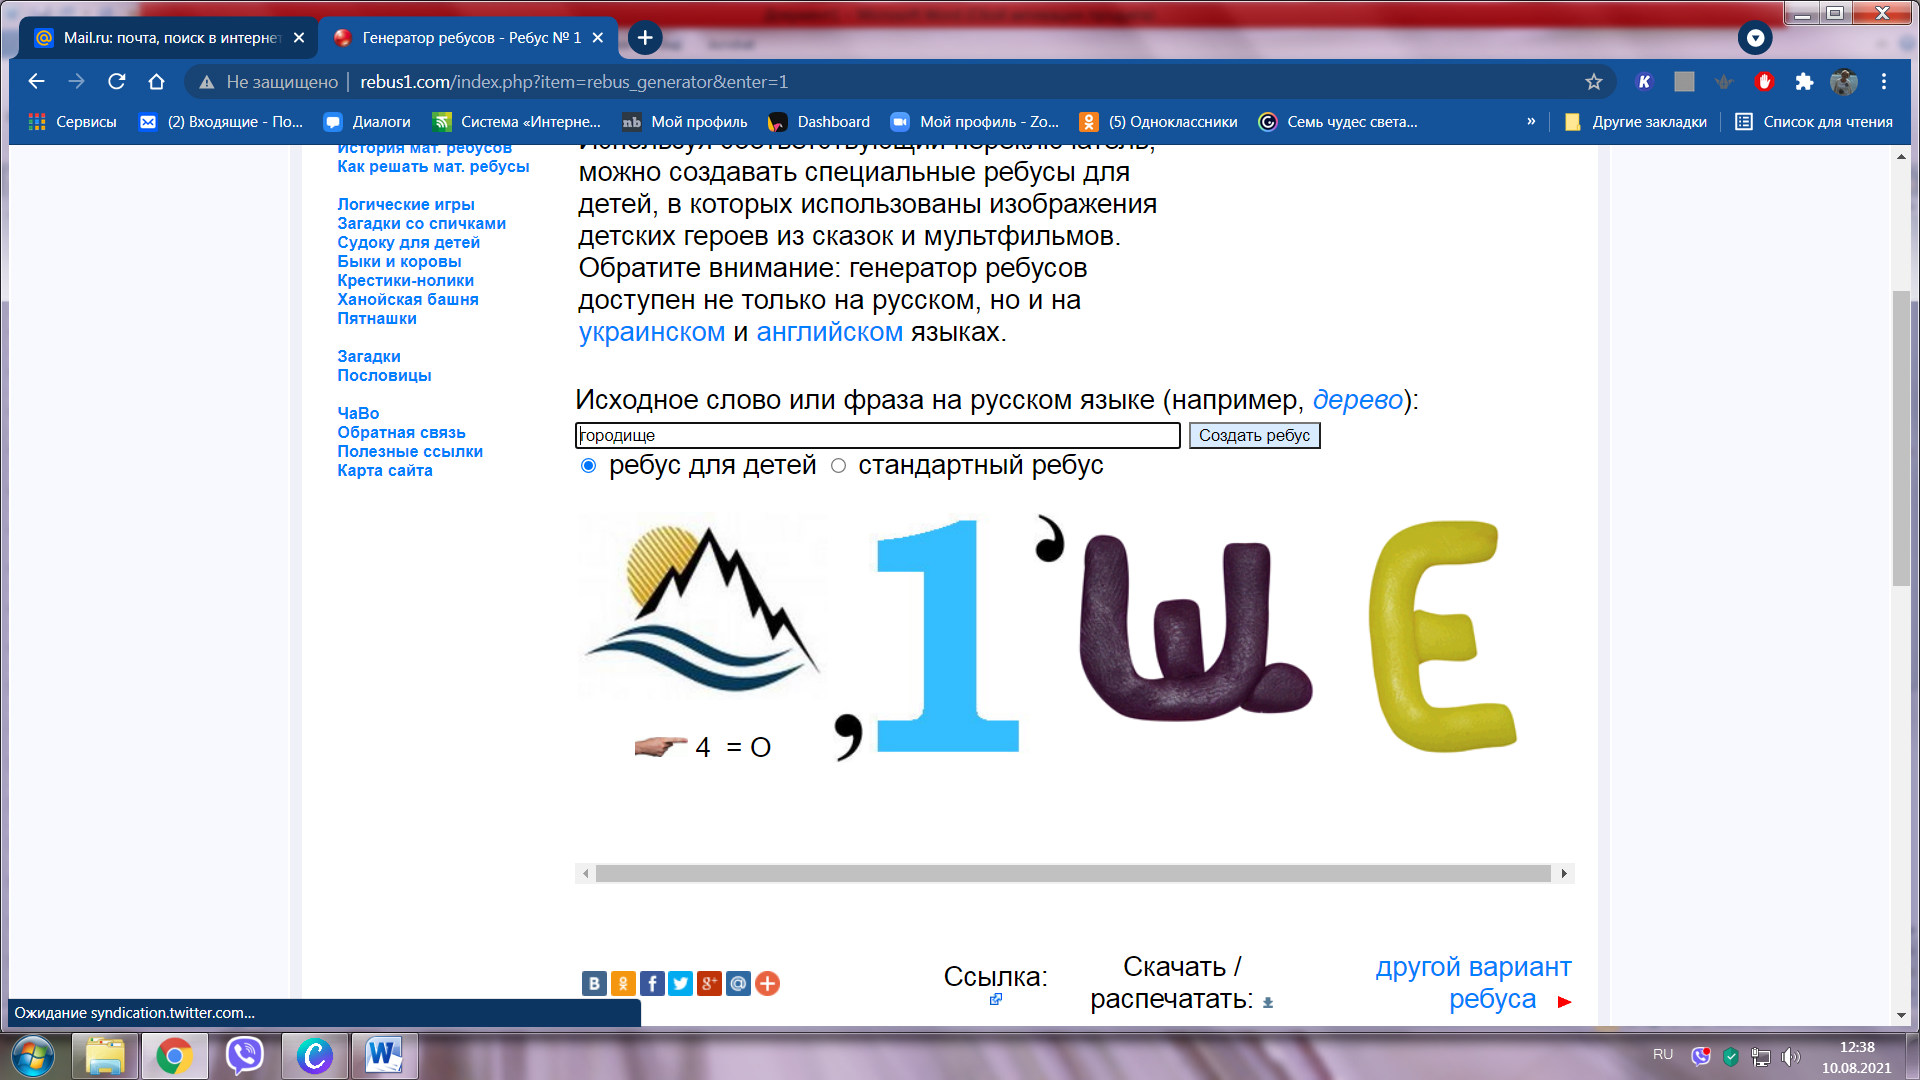 Mail.ru: почта, поиск в интернет
Генератор ребусов - Ребус № 1
Не защищено | rebus1.com/index.php?item=rebus_generator&enter=1
Сервисы
(2) Входящие - По...
Диалоги
Система «Интерне...
nb Мой профиль
Dashboard
Мой профиль - Zo...
(5) Одноклассники
Семь чудес света...
»
Другие закладки
Список для чтения
История мат. ребусов
Как решать мат. ребусы
Логические игры
Загадки со спичками
Судоку для детей
Быки и коровы
Крестики-нолики
Ханойская башня
Пятнашки
Загадки
Пословицы
ЧаВо
Обратная связь
Полезные ссылки
Карта сайта
Используя соответствующий переключатель,
можно создавать специальные ребусы для
детей, в которых использованы изображения
детских героев из сказок и мультфильмов.
Обратите внимание: генератор ребусов
доступен не только на русском, но и на
украинском и английском языках.
Исходное слово или фраза на русском языке (например, дерево):
городище
Создать ребус
ребус для детей стандартный ребус
,1 ’ Щ Е
4 = О
Ссылка:
Скачать /
распечатать:
другой вариант
ребуса
Ожидание syndication.twitter.com...
RU
12:38
10.08.2021